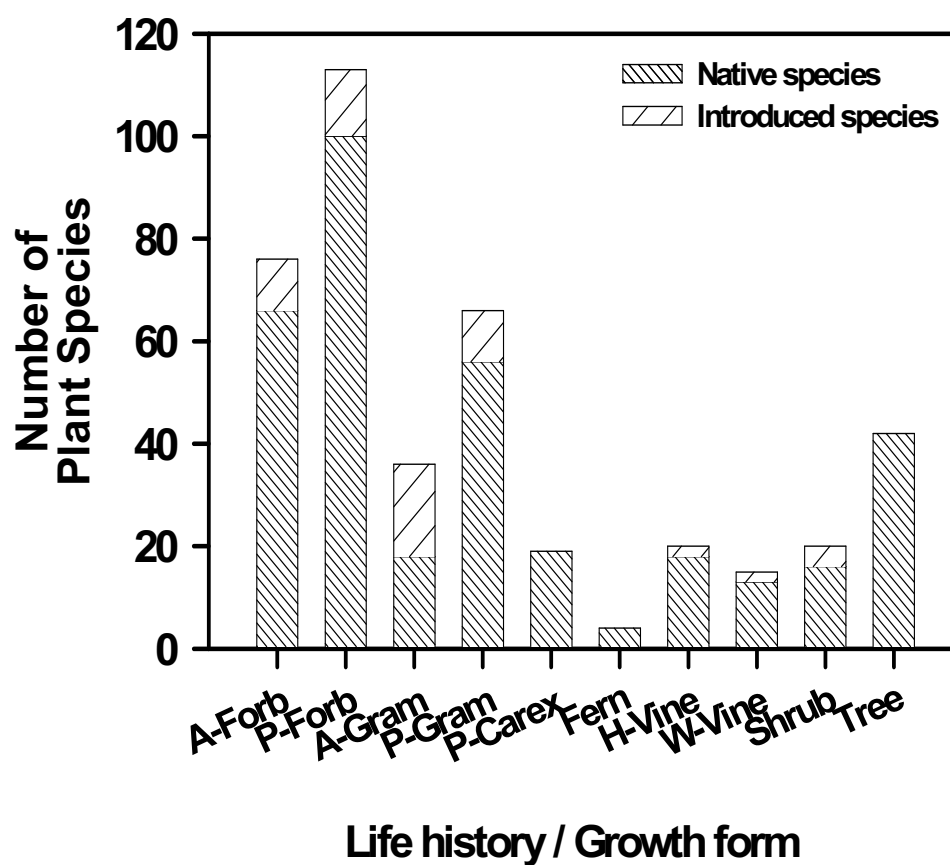 120
100
80
60
40
20
0
Number of
Plant Species
Native species
Introduced species
A-Forb
P-Forb
A-Gram
P-Gram
P-Carex
Fern
H-Vine
W-Vine
Shrub
Tree
Life history / Growth form